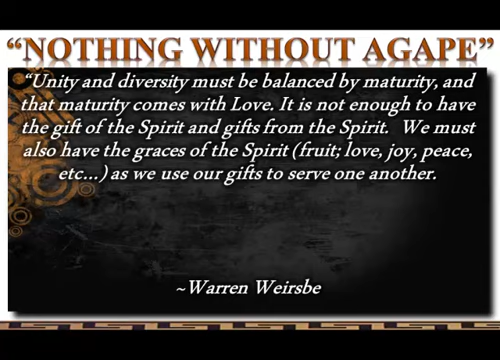 “NOTHING WITHOUT AGAPE”
“Unity and diversity must be balanced by maturity, and
that maturity comes with Love. It is not enough to have
the gift of the Spirit and gifts from the Spirit. We must
also have the graces of the Spirit (fruit; love, joy, peace,
etc...) as we use our gifts to serve one another.
~Warren Weirsbe